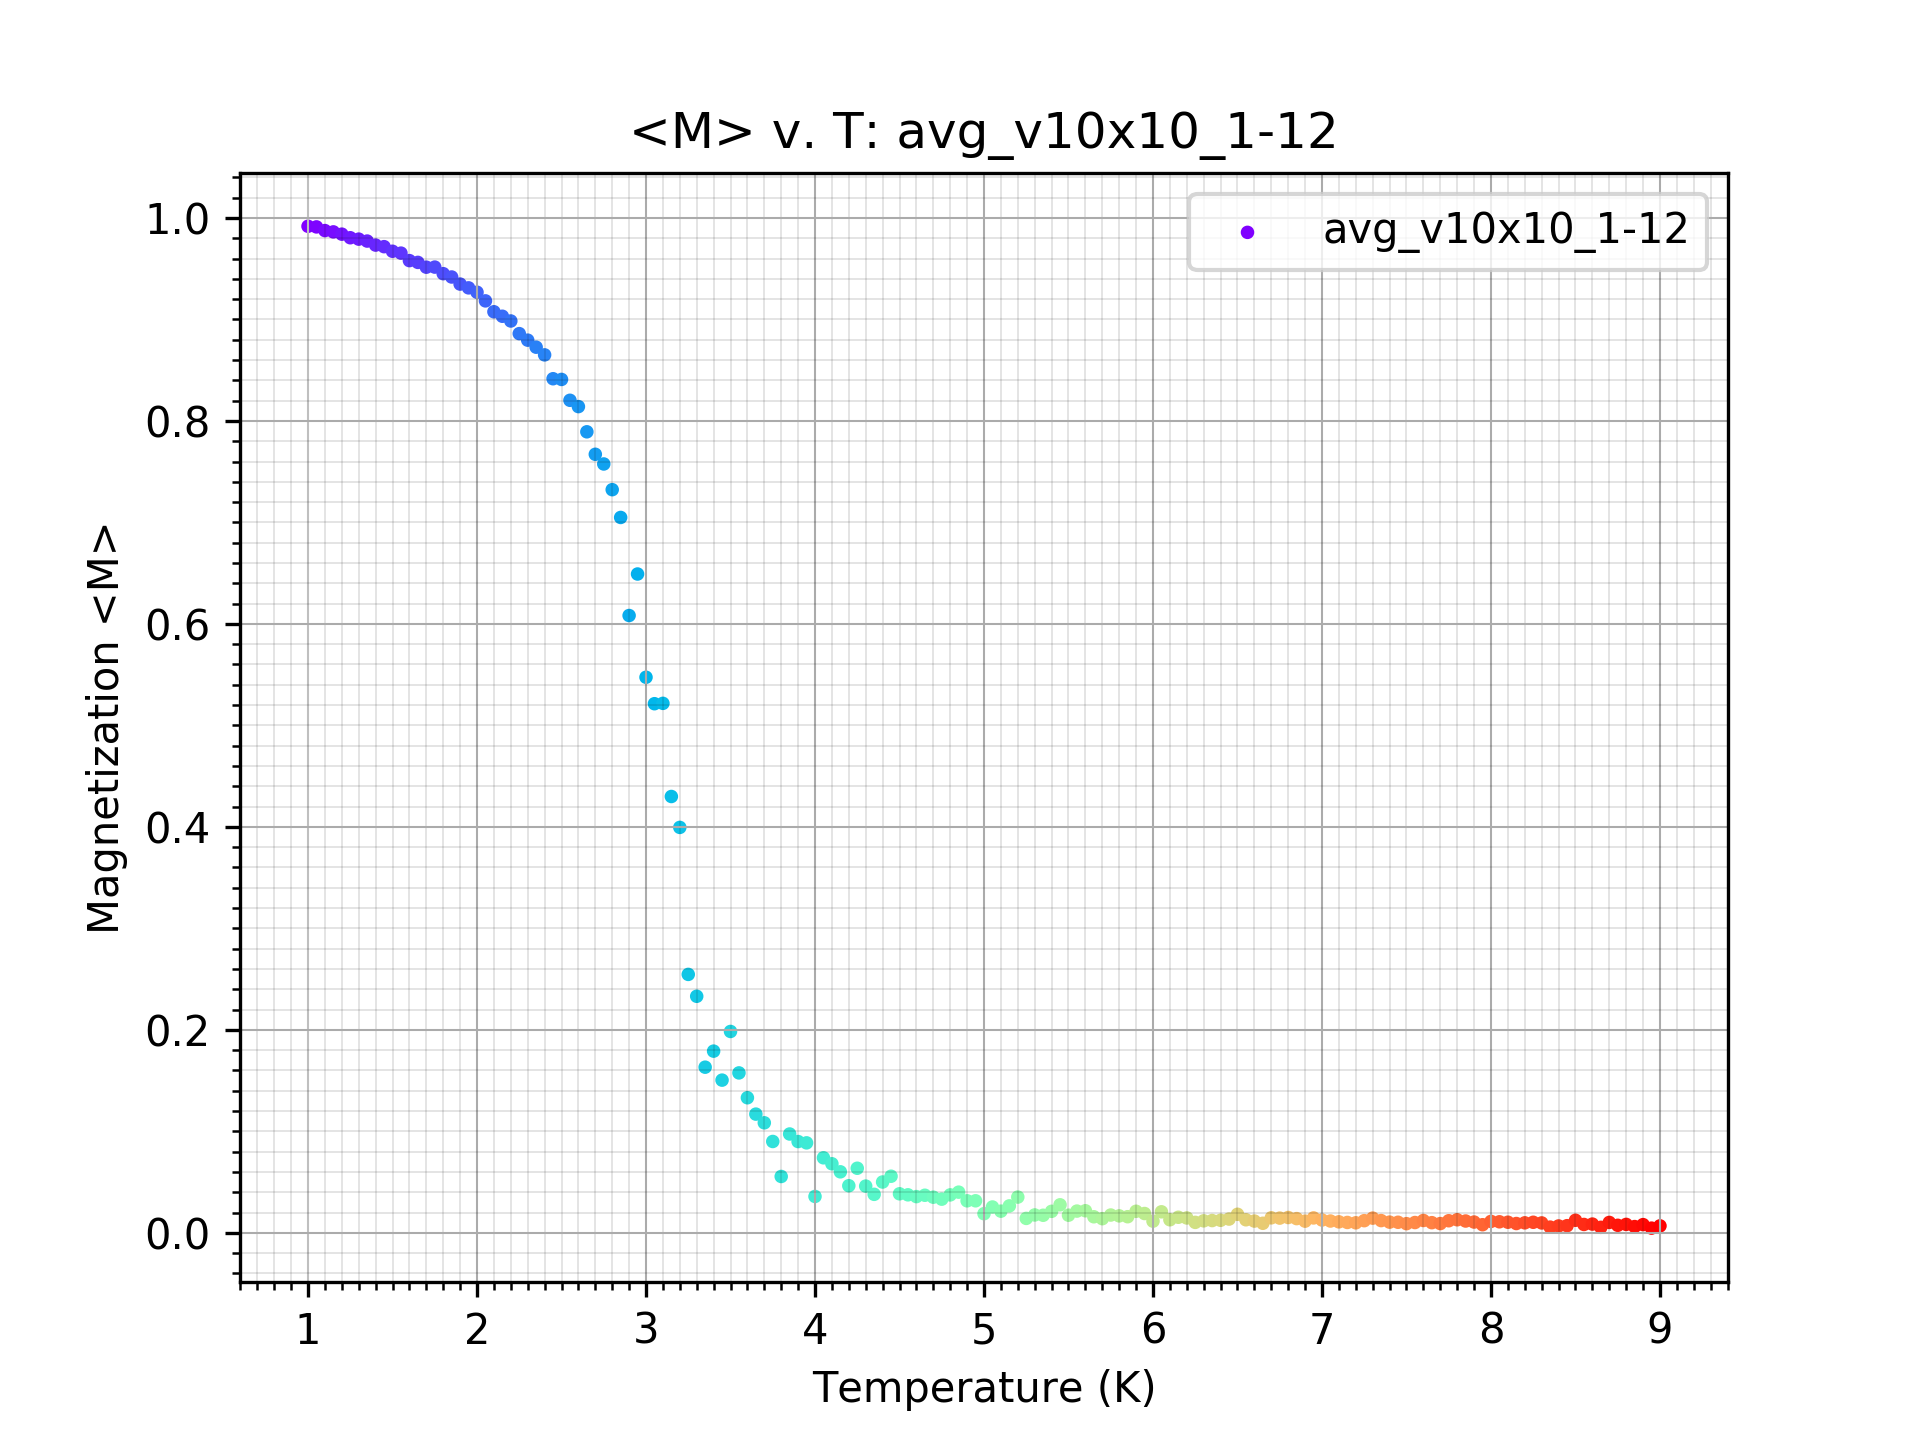 <M> v. T: avg_v10x10_1-12
avg_v10x10_1-12
1.0
0.8
0.6
0.4
0.2
0.0
Magnetization <M>
1 2 3 4 5 6 7 8 9
Temperature (K)